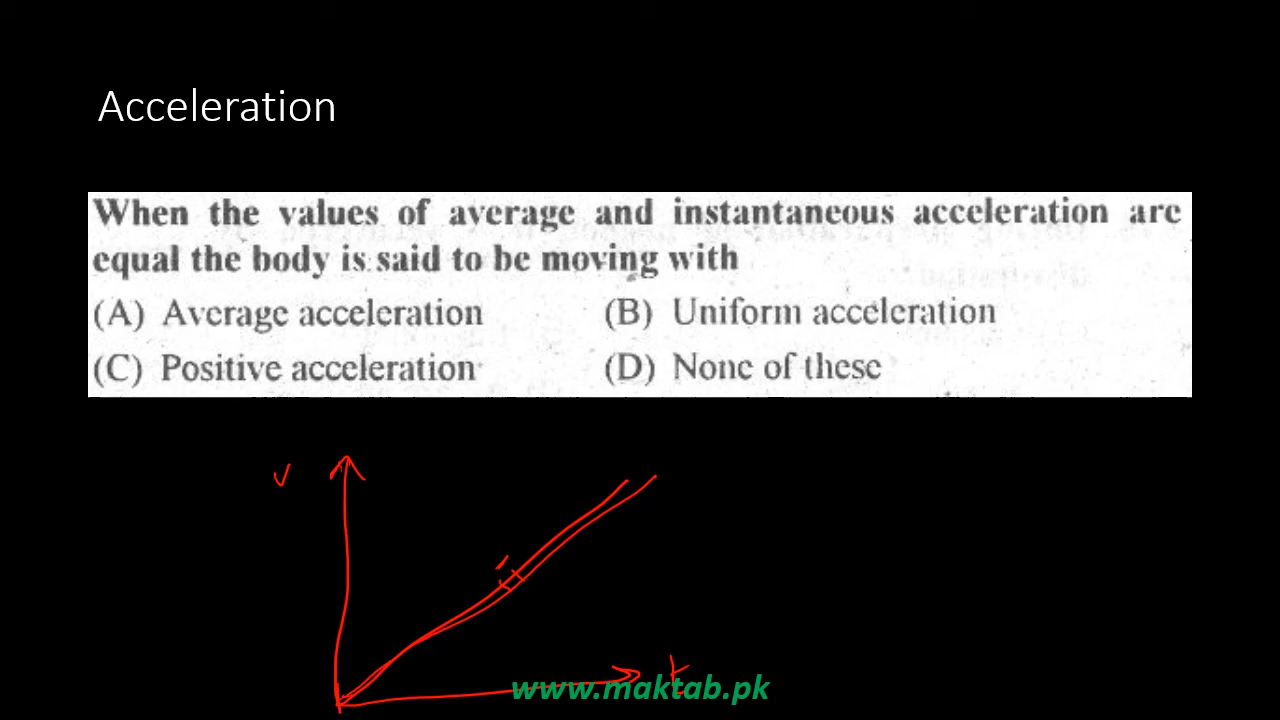 Acceleration
When the values of average and instantaneous acceleration are
equal the body is said to be moving with
(A) Average acceleration (B) Uniform acceleration
(C) Positive acceleration (D) None of these
v
t
www.maktab.pk